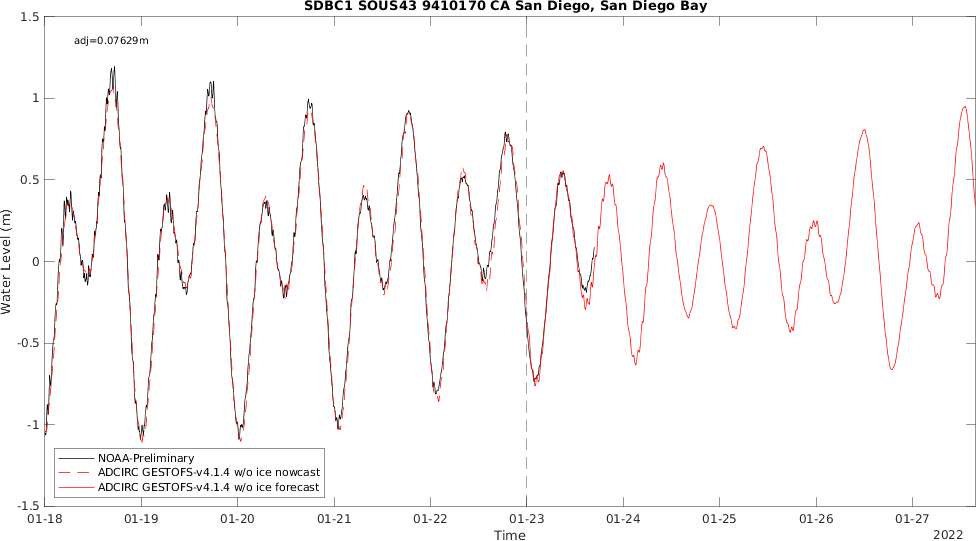 SDBC1 SOUS43 9410170 CA San Diego, San Diego Bay
adj=0.07629m
1.5
1
0.5
0
-0.5
-1
-1.5
Water Level (m)
NOAA-Preliminary
ADCIRC GESTOFS-v4.1.4 w/o ice nowcast
ADCIRC GESTOFS-v4.1.4 w/o ice forecast
01-18 01-19 01-20 01-21 01-22 01-23 01-24 01-25 01-26 01-27
Time
2022